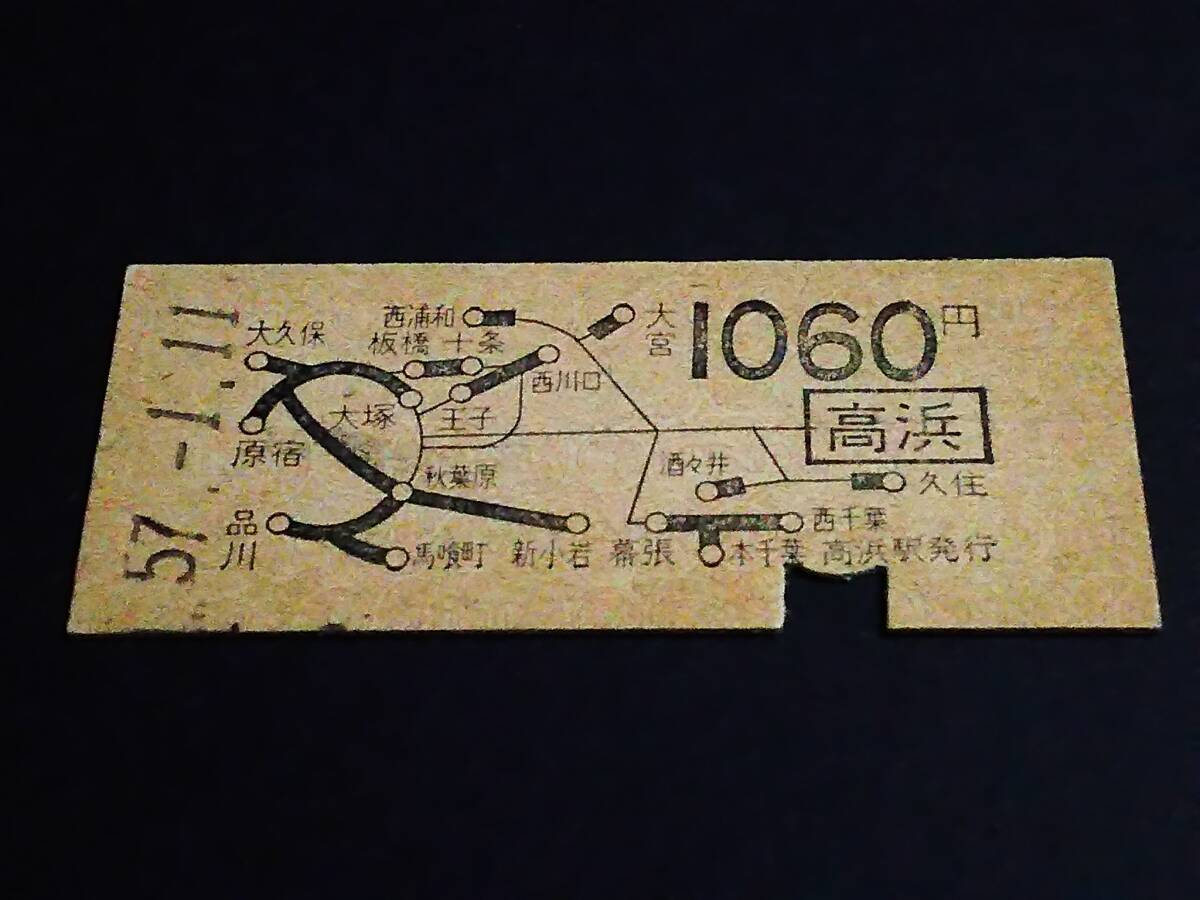 57.-1.11
大久保
西浦和
大宮
1060円
板橋
十条
西川口
大塚
王子
高浜
原宿
秋葉原
酒々井
久住
品川
馬喰町
新小岩
幕張
本千葉
西千葉
高浜駅発行